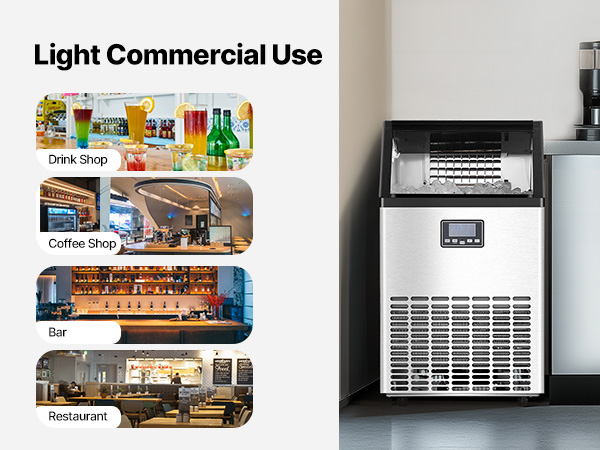 Light Commercial Use
Drink Shop
Coffee Shop
Bar
Restaurant